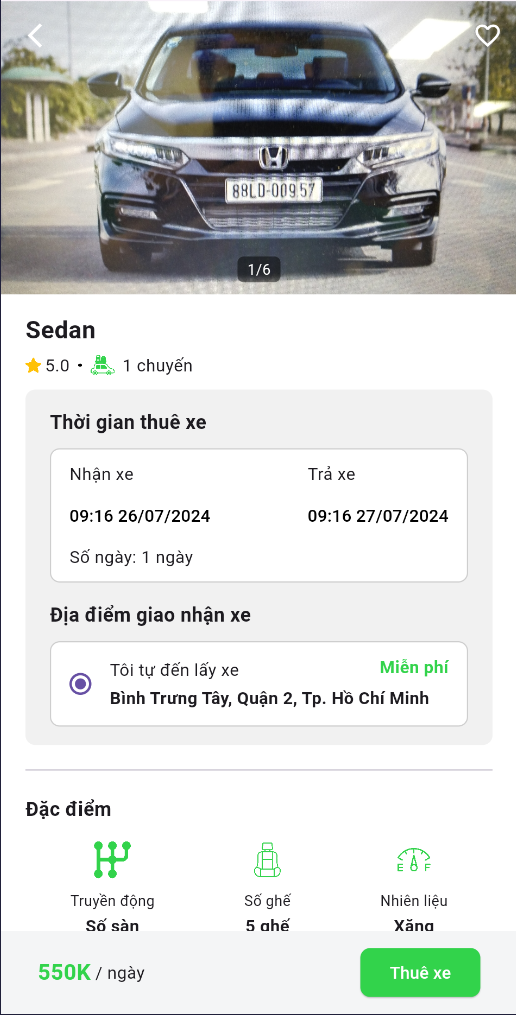 88LD-00957
1/6
Sedan
5.0 • 1 chuyến
Thời gian thuê xe
Nhận xe Trả xe
09:16 26/07/2024 09:16 27/07/2024
Số ngày: 1 ngày
Địa điểm giao nhận xe
Tôi tự đến lấy xe Miễn phí
Bình Trưng Tây, Quận 2, Tp. Hồ Chí Minh
Đặc điểm
E F
Truyền động Số ghế Nhiên liệu
Số sàn 5 ghế Xăng
550K / ngày Thuê xe